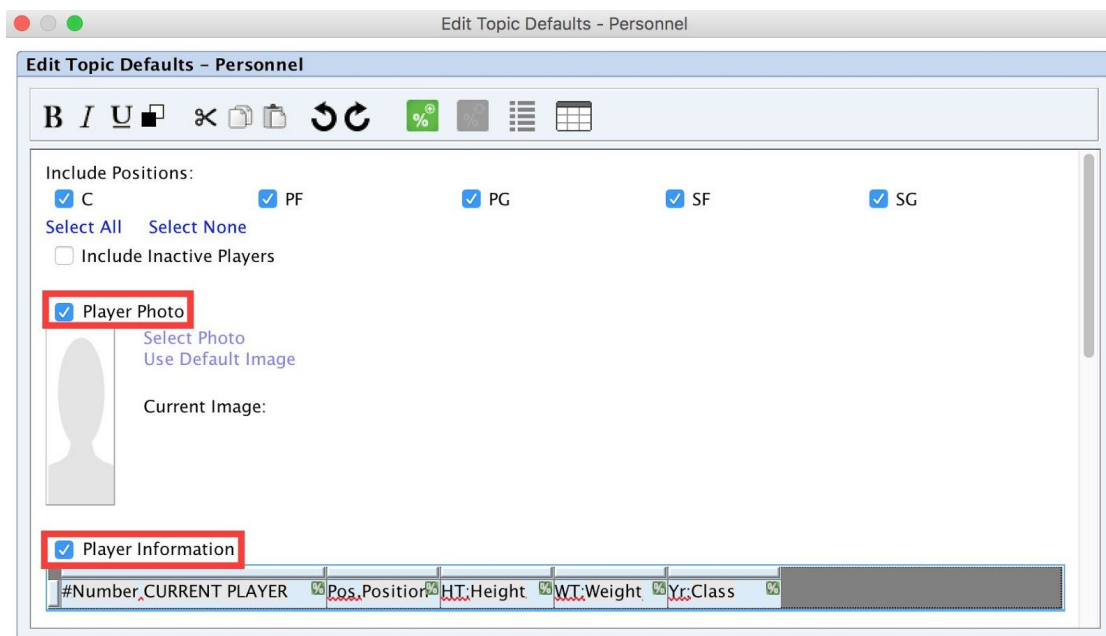 Edit Topic Defaults - Personnel
Edit Topic Defaults – Personnel
B I U % %
Include Positions:
C PF PG SF SG
Select All Select None
Include Inactive Players
Player Photo
Select Photo
Use Default Image
Current Image:
Player Information
#Number CURRENT PLAYER % Pos.Position % HT:Height % WT:Weight % Yr:Class %